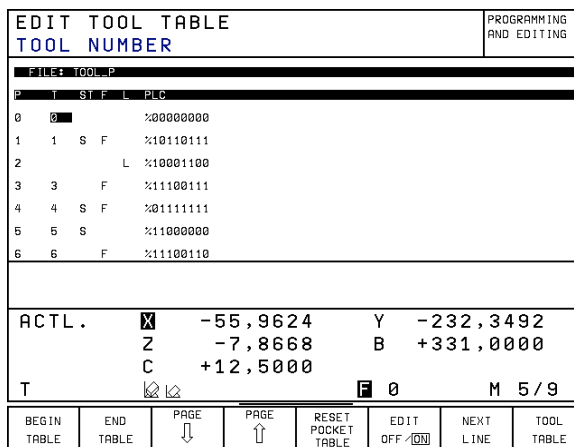 EDIT TOOL TABLE
TOOL NUMBER
PROGRAMMING
AND EDITING
FILE: TOOL_P
P T ST F L PLC
0 0 %00000000
1 1 S F %10110111
2 L %10001100
3 3 F %11100111
4 4 S F %01111111
5 5 S %11000000
6 6 F %11100110
ACTL. X -55,9624 Y -232,3492
Z -7,8668 B +331,0000
C +12,5000
T F 0 M 5/9
BEGIN
TABLE
END
TABLE
PAGE
PAGE
RESET
POCKET
TABLE
EDIT
OFF / ON
NEXT
LINE
TOOL
TABLE